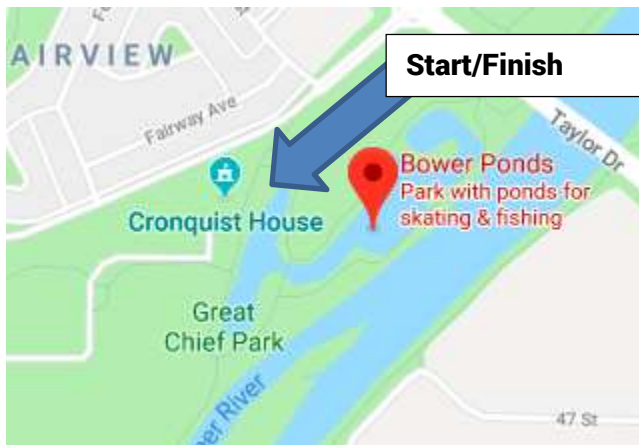 AIRVIEW
Start/Finish
Fairway Ave
Taylor Dr
Bower Ponds
Park with ponds for
skating & fishing
Cronquist House
Great
Chief Park
River
47 St